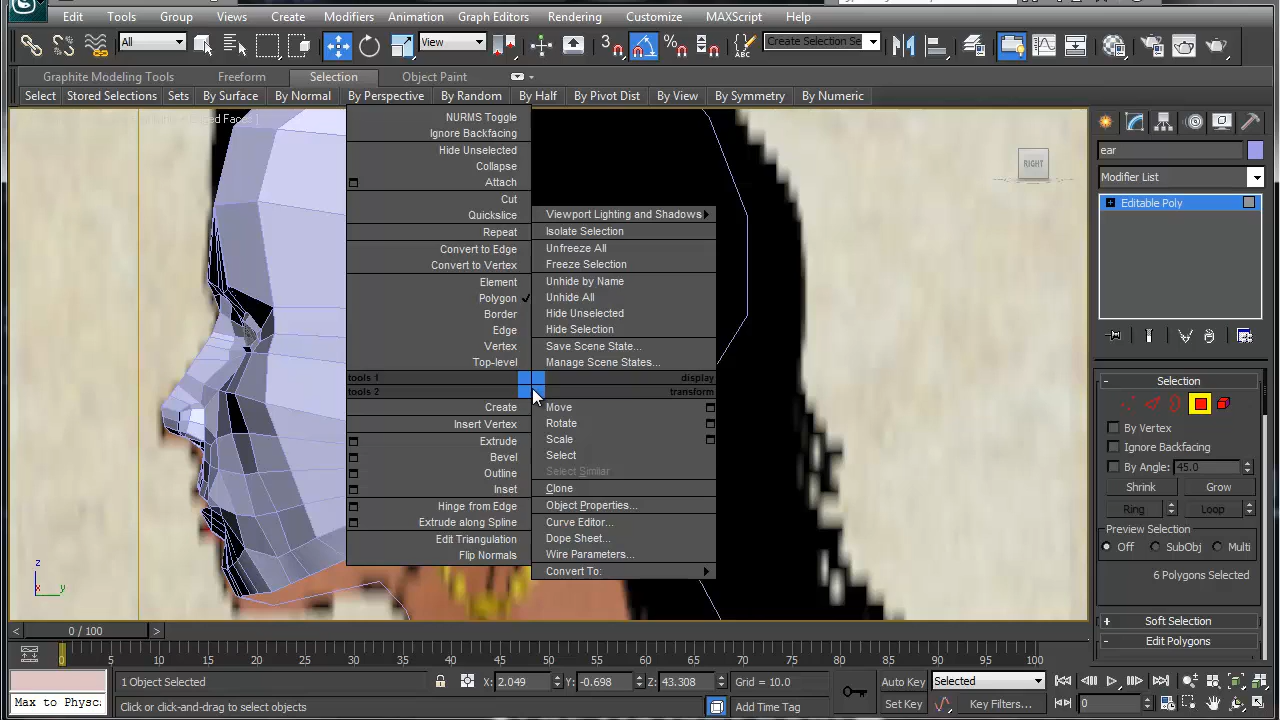 Edit Tools Group Views Create Modifiers Animation Graph Editors Rendering Customize MAXScript Help
All View 3 % ABC Create Selection Se
Graphite Modeling Tools Freeform Selection Object Paint
Select Stored Selections Sets By Surface By Normal By Perspective By Random By Half By Pivot Dist By View By Symmetry By Numeric
NURMS Toggle
Ignore Backfacing
Hide Unselected
Collapse
Attach
Cut
Quickslice
Repeat
Convert to Edge
Convert to Vertex
Element
Polygon
Border
Edge
Vertex
Top-level
tools 1
tools 2
Create
Insert Vertex
Extrude
Bevel
Outline
Inset
Hinge from Edge
Extrude along Spline
Edit Triangulation
Flip Normals
Viewport Lighting and Shadows
Isolate Selection
Unfreeze All
Freeze Selection
Unhide by Name
Unhide All
Hide Unselected
Hide Selection
Save Scene State...
Manage Scene States...
display
transform
Move
Rotate
Scale
Select
Select Similar
Clone
Object Properties...
Curve Editor...
Dope Sheet...
Wire Parameters...
Convert To:
RIGHT
ear
Modifier List
Editable Poly
Selection
By Vertex
Ignore Backfacing
By Angle: 45.0
Shrink Grow
Ring Loop
Preview Selection
Off SubObj Multi
6 Polygons Selected
Soft Selection
Edit Polygons
z
x y
< 0 / 100 >
0 5 10 15 20 25 30 35 40 45 50 55 60 65 70 75 80 85 90 95 100
1 Object Selected X: 2.049 Y: -0.698 Z: 43.308 Grid = 10.0 Auto Key Selected
Max to Physca Click or click-and-drag to select objects Add Time Tag Set Key Key Filters... 0